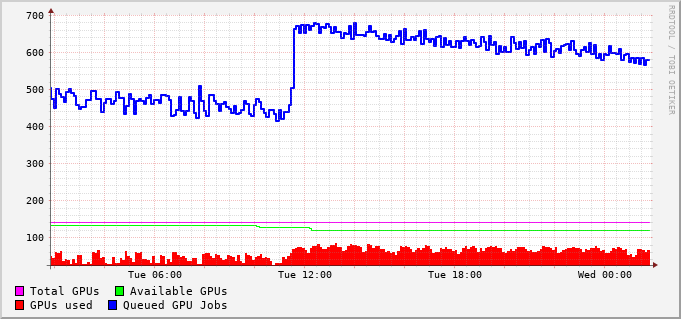 700
600
500
400
300
200
100
Tue 06:00 Tue 12:00 Tue 18:00 Wed 00:00
Total GPUs Available GPUs
GPUs used Queued GPU Jobs
RRDTOOL / TOBI OETIKER